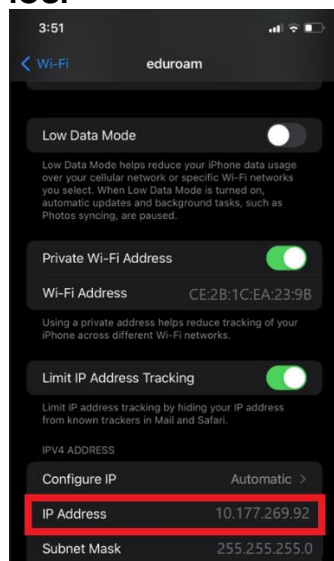 3:51
Wi-Fi
eduroam
Low Data Mode
Low Data Mode helps reduce your iPhone data usage
over your cellular network or specific Wi-Fi networks
you select. When Low Data Mode is turned on,
automatic updates and background tasks, such as
Photos syncing, are paused.
Private Wi-Fi Address
Wi-Fi Address CE:2B:1C:EA:23:9B
Using a private address helps reduce tracking of your
iPhone across different Wi-Fi networks.
Limit IP Address Tracking
Limit IP address tracking by hiding your IP address
from known trackers in Mail and Safari.
IPV4 ADDRESS
Configure IP Automatic
IP Address 10.177.269.92
Subnet Mask 255.255.255.0